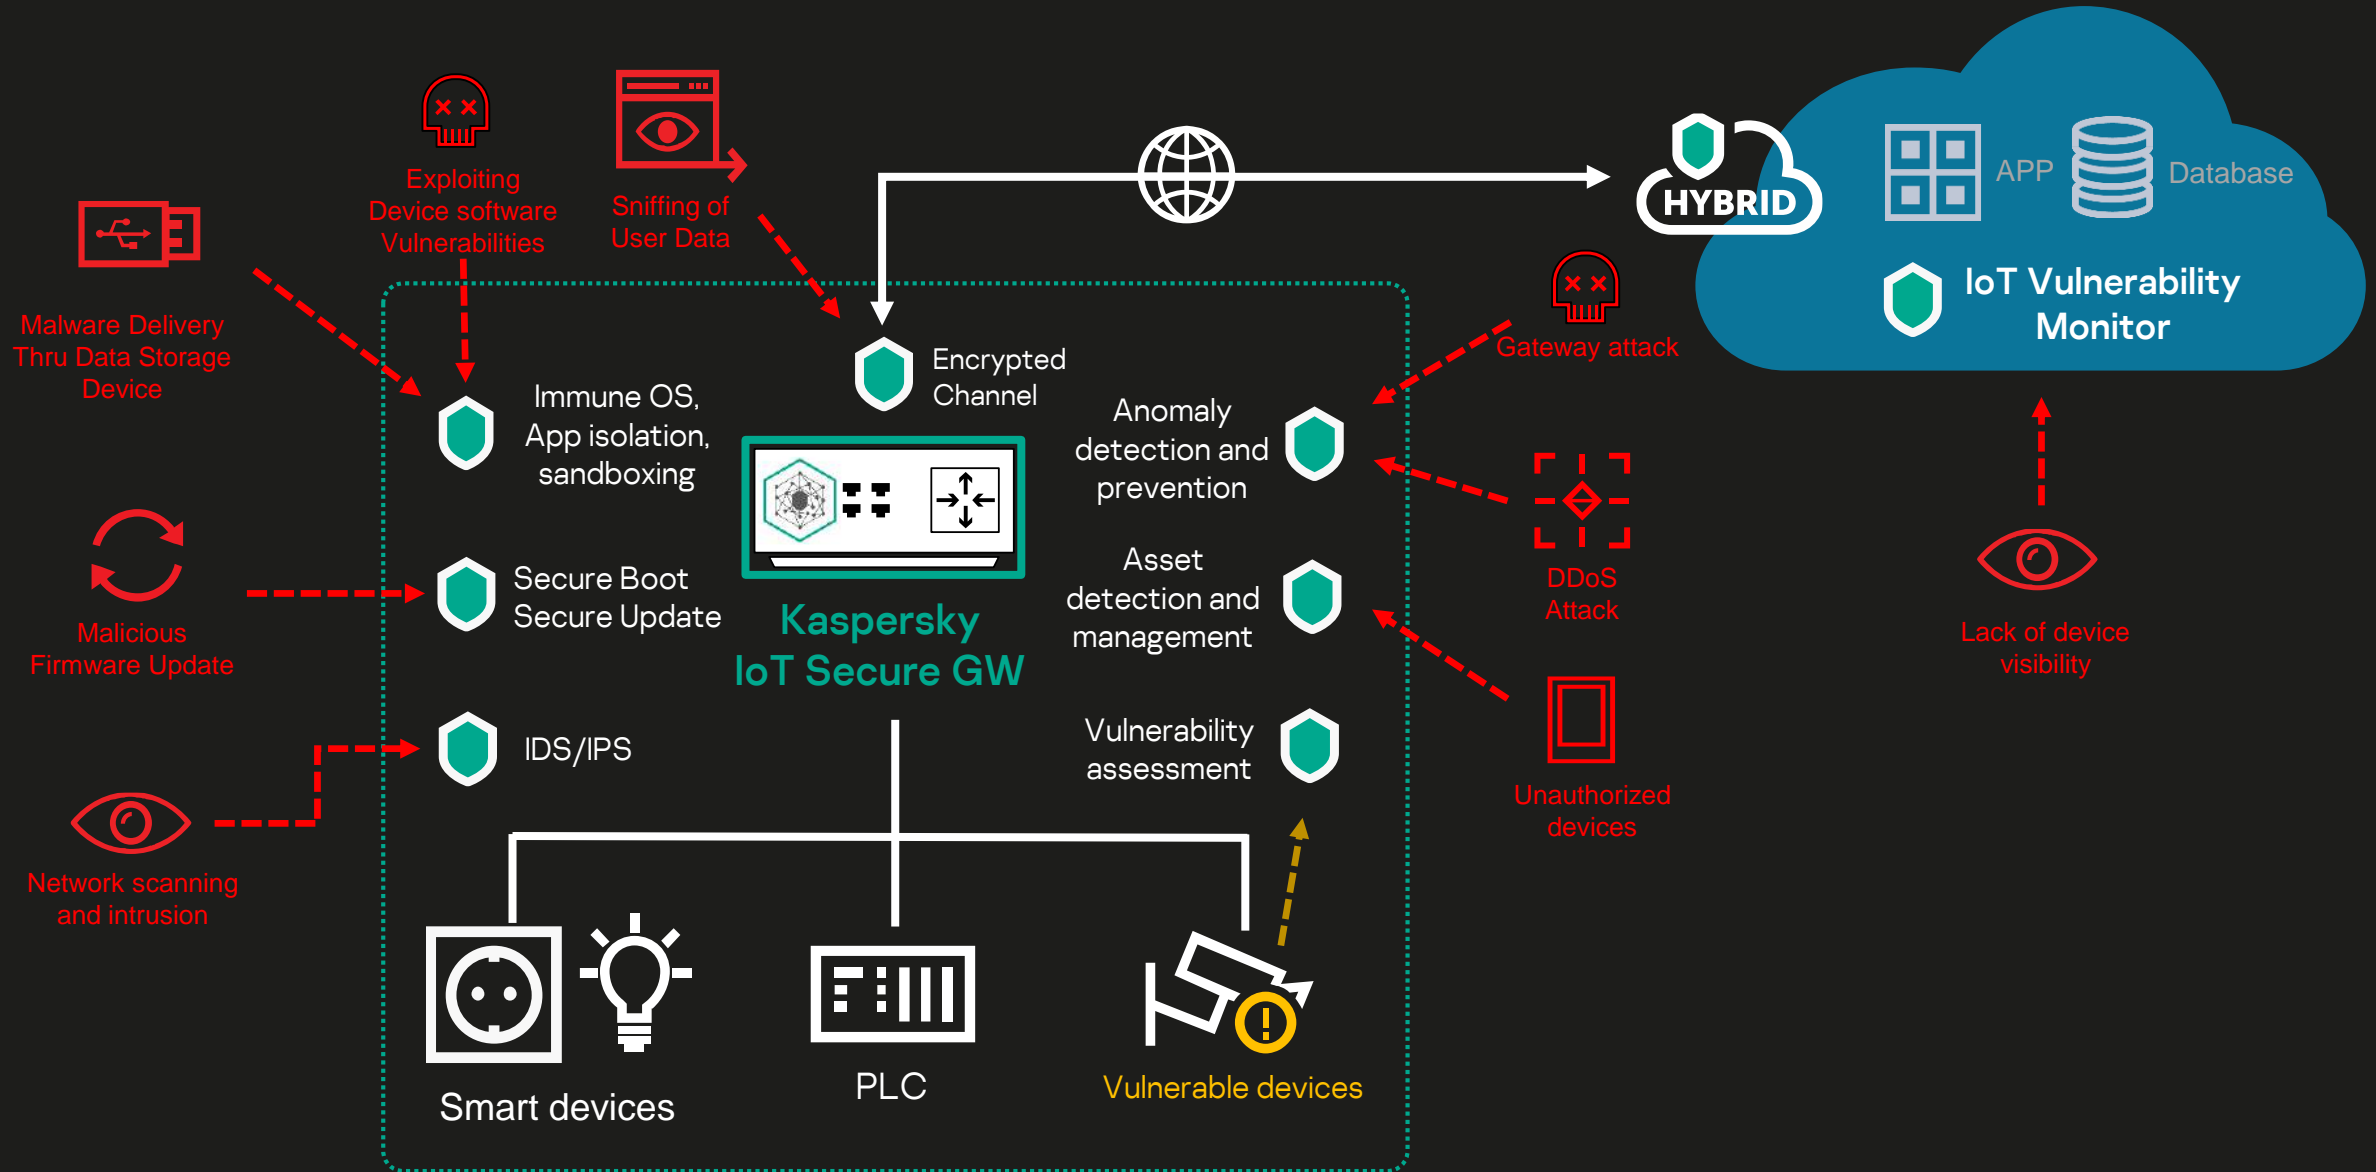 Exploiting
Device software
Vulnerabilities
Sniffing of
User Data
HYBRID
APP
Database
IoT Vulnerability
Monitor
Malware Delivery
Thru Data Storage
Device
Gateway attack
Encrypted
Channel
Immune OS,
App isolation,
sandboxing
Anomaly
detection and
prevention
Malicious
Firmware Update
Secure Boot
Secure Update
Kaspersky
IoT Secure GW
Asset
detection and
management
DDoS
Attack
Lack of device
visibility
IDS/IPS
Vulnerability
assessment
Unauthorized
devices
Network scanning
and intrusion
Smart devices
PLC
Vulnerable devices